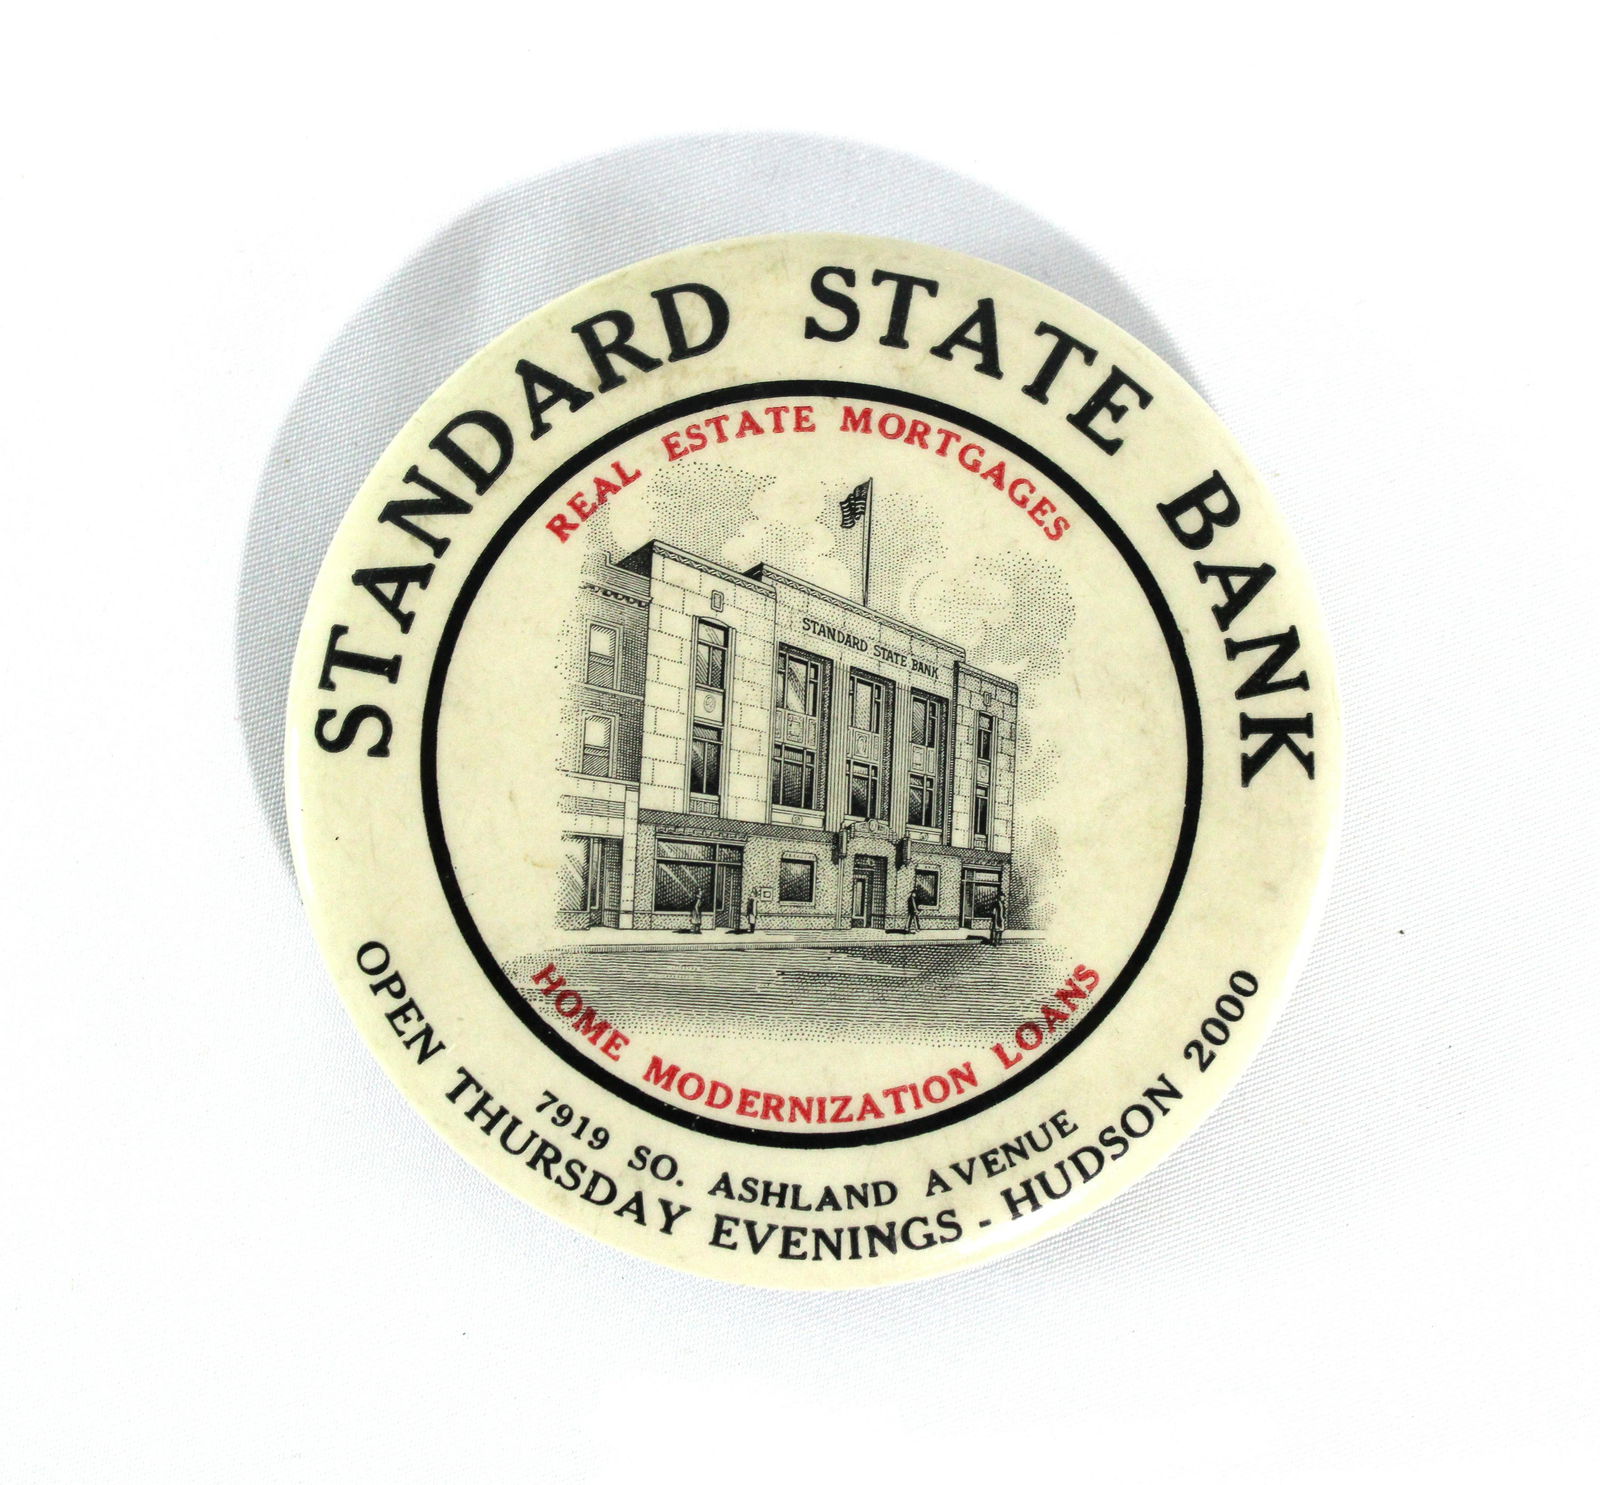 STANDARD STATE BANK
REAL ESTATE MORTGAGES
STANDARD STATE BANK
HOME MODERNIZATION LOANS
7919 SO. ASHLAND AVENUE
OPEN THURSDAY EVENINGS - HUDSON 2000